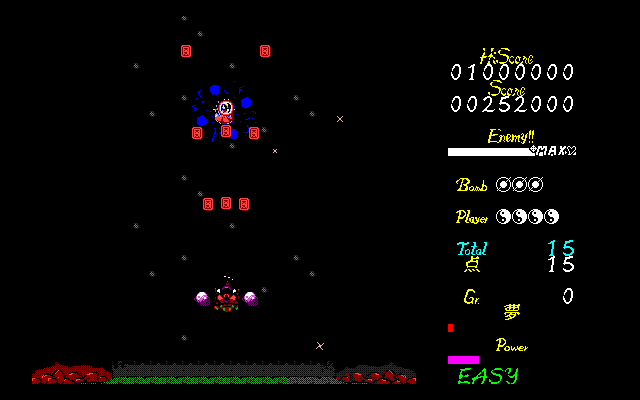 HiScore
01000000
Score
00252000
Enemy!!
MAX
Bomb
Player
Total 15
点 15
Gr. 0
夢
Power
EASY